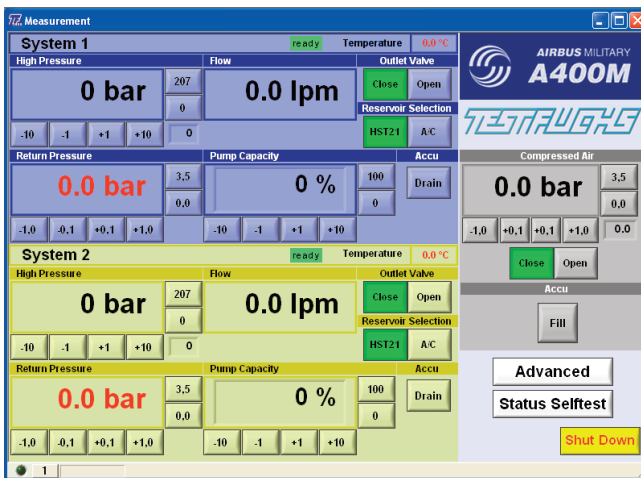 Measurement
System 1 ready Temperature 0.0 °C
High Pressure Flow Outlet Valve
0 bar 207 0.0 lpm Close Open
0 Reservoir Selection
-10 -1 +1 +10 0 HST21 A/C
Return Pressure Pump Capacity Accu
0.0 bar 3,5 0 % 100 Drain
0,0 0
-1,0 -0,1 +0,1 +1,0 -10 -1 +1 +10
System 2 ready Temperature 0.0 °C
High Pressure Flow Outlet Valve
0 bar 207 0.0 lpm Close Open
0 Reservoir Selection
-10 -1 +1 +10 0 HST21 A/C
Return Pressure Pump Capacity Accu
0.0 bar 3,5 0 % 100 Drain
0,0 0
-1,0 -0,1 +0,1 +1,0 -10 -1 +1 +10
1
AIRBUS MILITARY
A400M
TESTFUCHS
Compressed Air
0.0 bar 3,5
0,0
-1,0 +0,1 +0,1 +1,0 0.0
Close Open
Accu
Fill
Advanced
Status Selftest
Shut Down